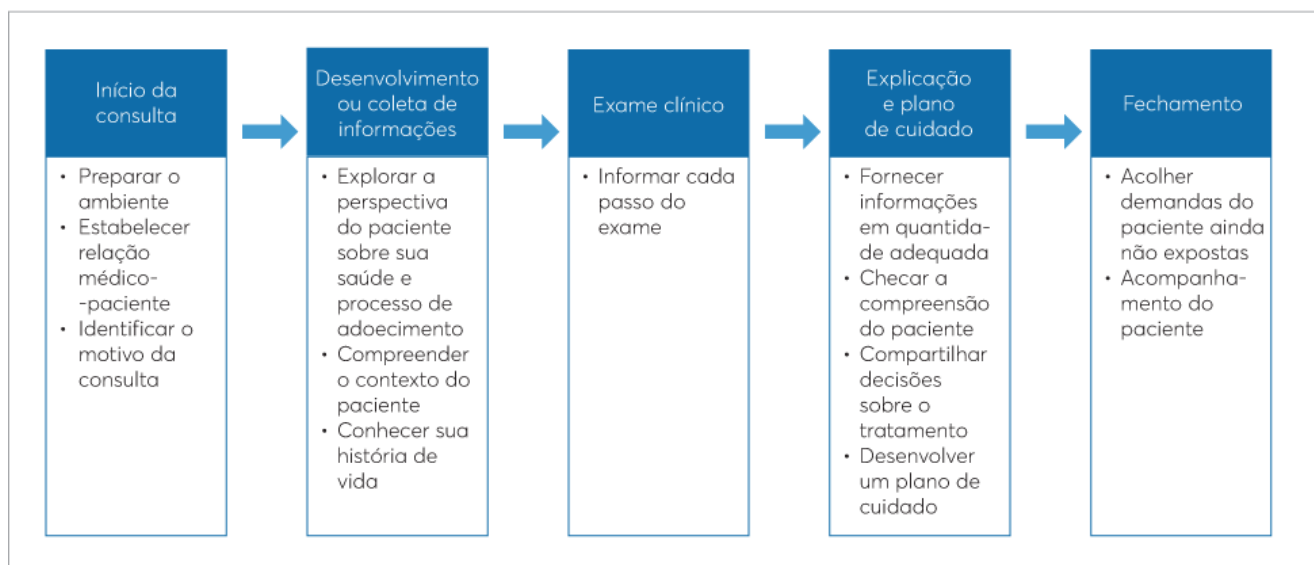 Início da
consulta
• Preparar o
ambiente
• Estabelecer
relação
médico-
-paciente
• Identificar o
motivo da
consulta
Desenvolvimento
ou coleta de
informações
• Explorar a
perspectiva
do paciente
sobre sua
saúde e
processo de
adoecimento
• Compreender
o contexto do
paciente
• Conhecer sua
história de
vida
Exame clínico
• Informar cada
passo do
exame
Explicação
e plano
de cuidado
• Fornecer
informações
em quantida-
de adequada
• Checar a
compreensão
do paciente
• Compartilhar
decisões
sobre o
tratamento
• Desenvolver
um plano de
cuidado
Fechamento
• Acolher
demandas do
paciente ainda
não expostas
• Acompanha-
mento do
paciente